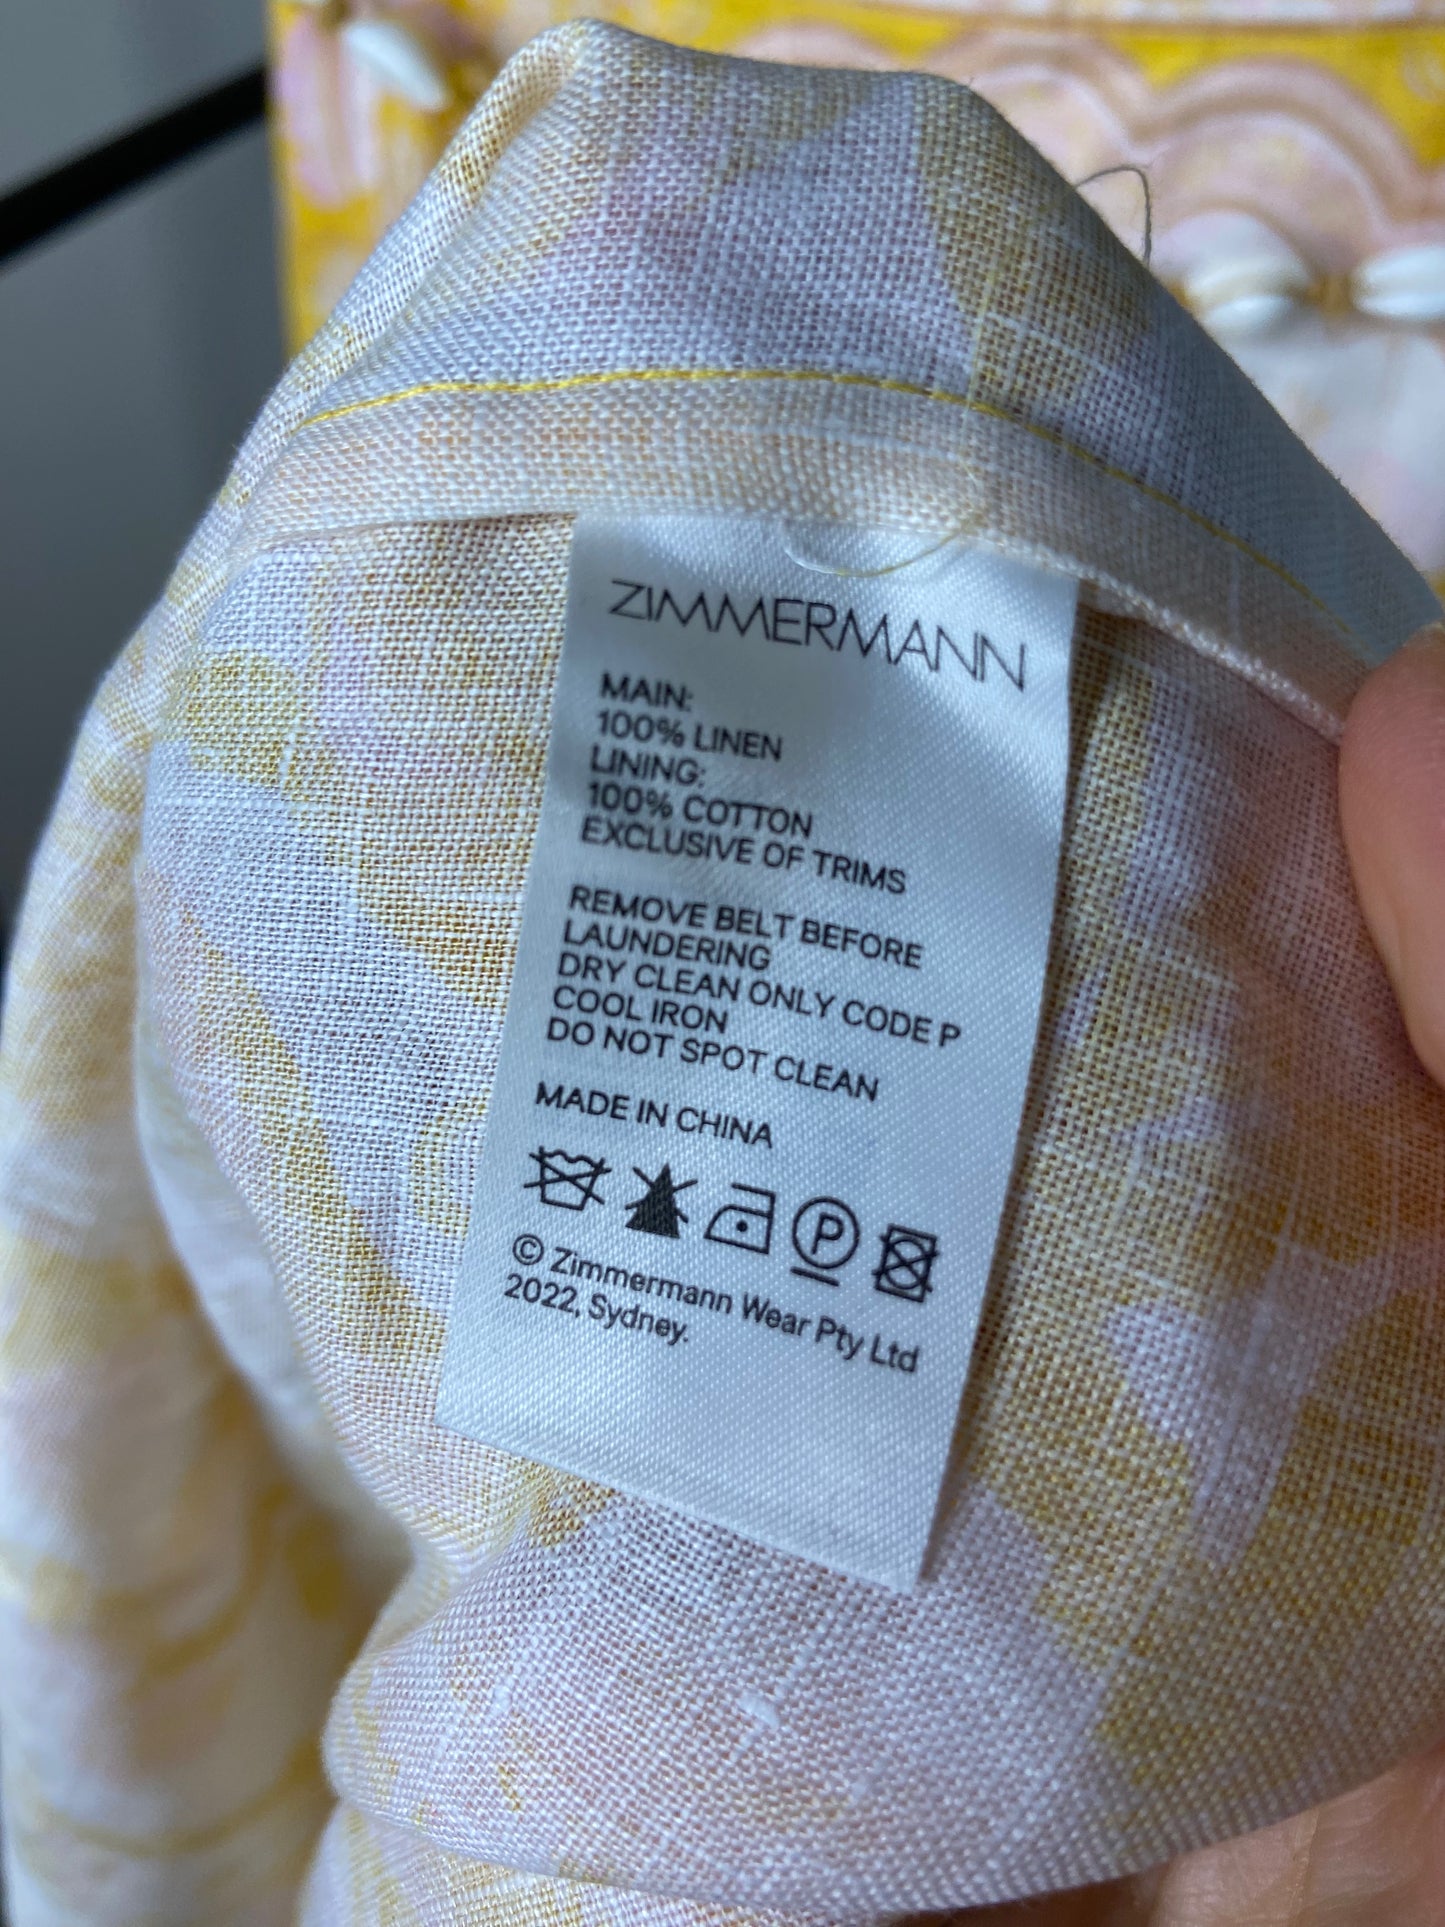 ZIMMERMANN
MAIN:
100% LINEN
LINING:
100% COTTON
EXCLUSIVE OF TRIMS
REMOVE BELT BEFORE
LAUNDERING
DRY CLEAN ONLY CODE P
COOL IRON
DO NOT SPOT CLEAN
MADE IN CHINA
P
© Zimmermann Wear Pty Ltd
2022, Sydney.